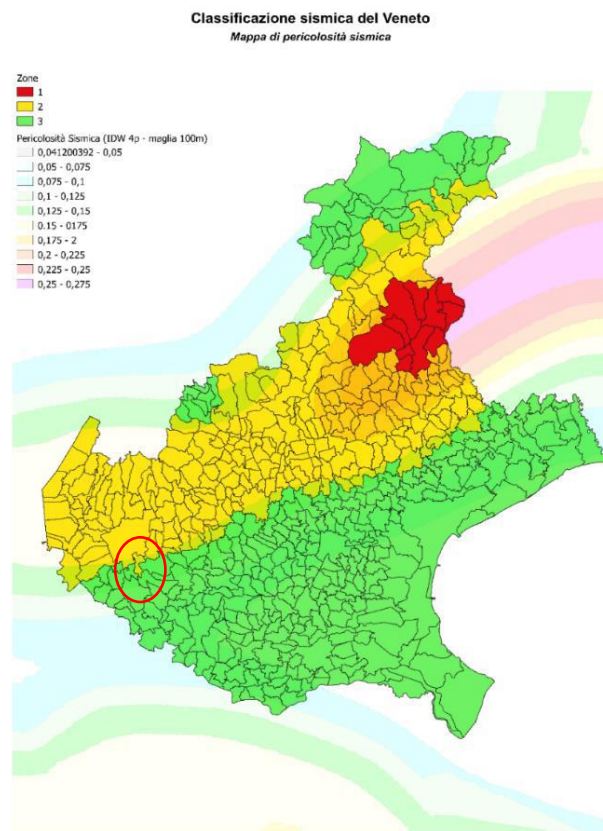 Classificazione sismica del Veneto
Mappa di pericolosità sismica
Zone
1
2
3
Pericolosità Sismica (IDW 4p - maglia 100m)
0,041200392 - 0,05
0,05 - 0,075
0,075 - 0,1
0,1 - 0,125
0,125 - 0,15
0.15 - 0175
0,175 - 2
0,2 - 0,225
0,225 - 0,25
0,25 - 0,275